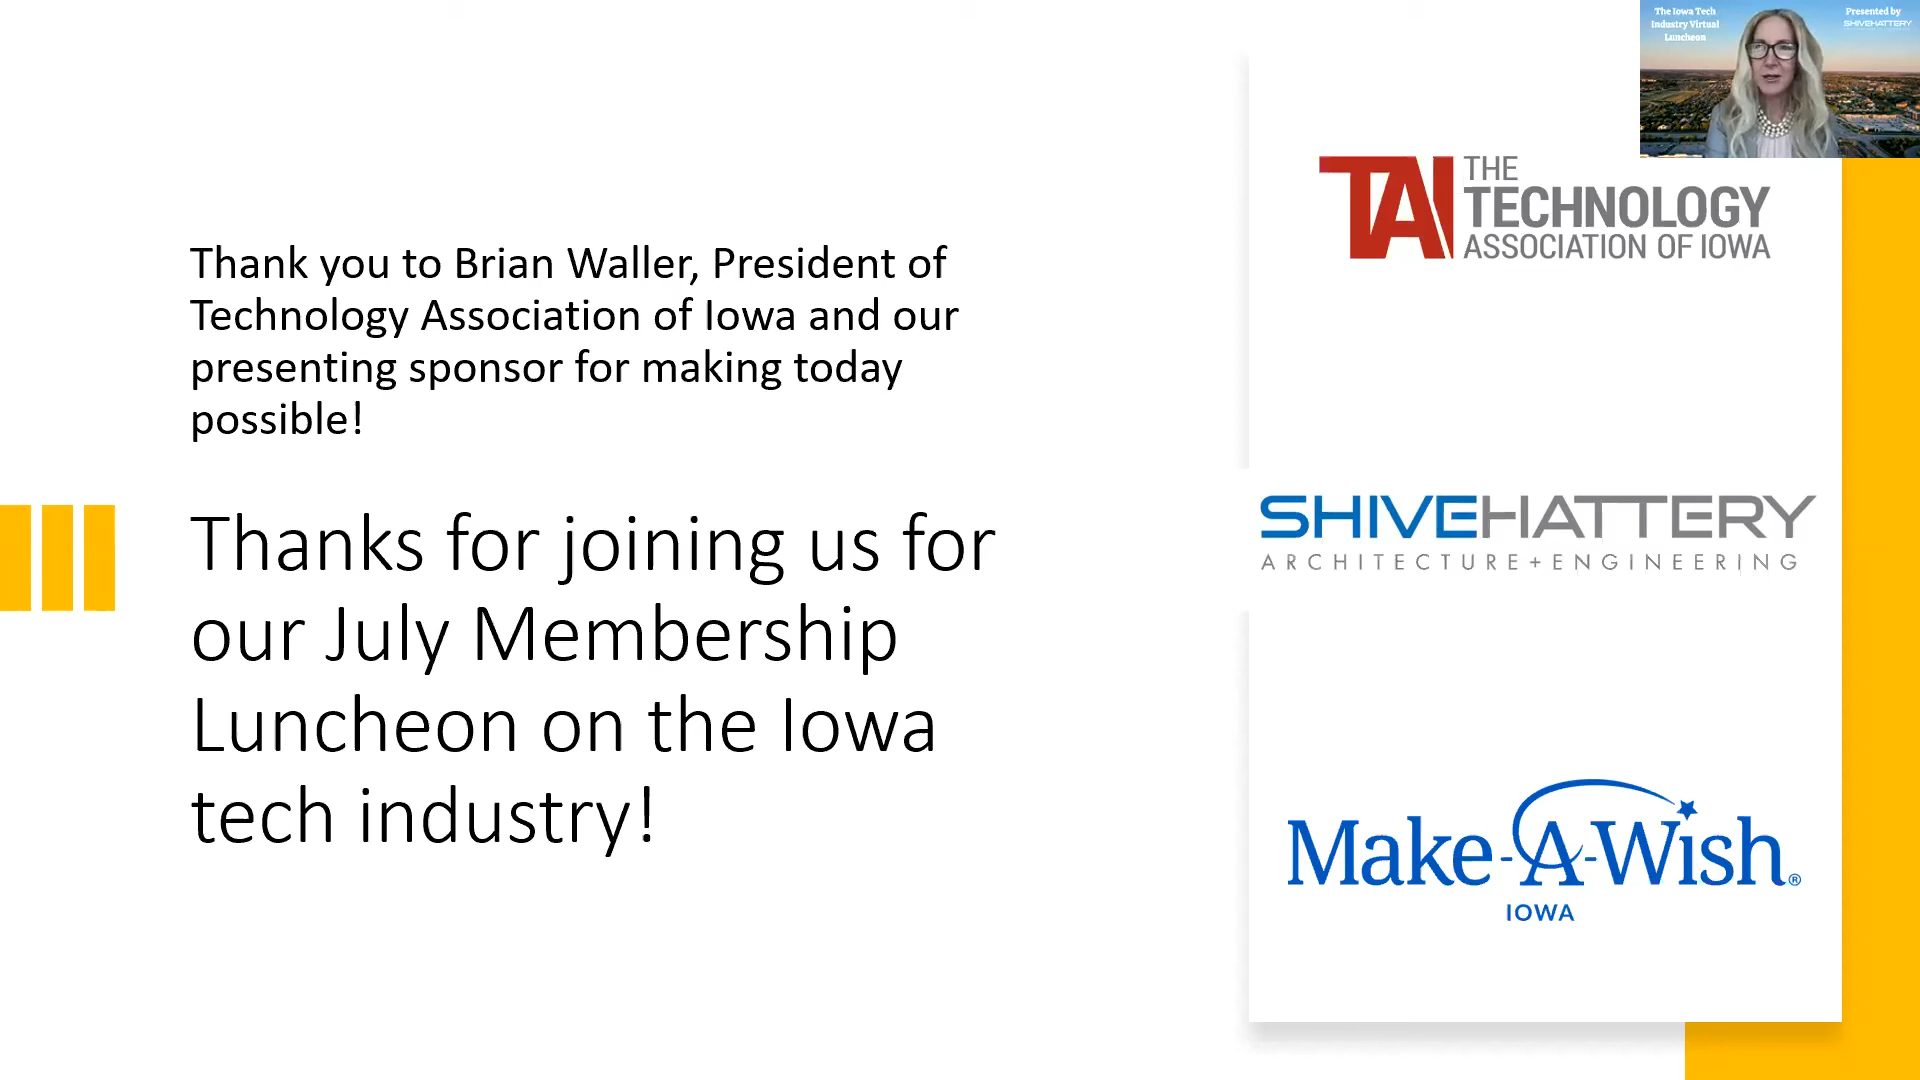 The Iowa Tech
Industry Virtual
Luncheon
Presented by
SHIVEHATTERY
Thank you to Brian Waller, President of
Technology Association of Iowa and our
presenting sponsor for making today
possible!
Thanks for joining us for
our July Membership
Luncheon on the Iowa
tech industry!
TAI
THE
TECHNOLOGY
ASSOCIATION OF IOWA
SHIVEHATTERY
ARCHITECTURE+ENGINEERING
Make-A-Wish®
IOWA